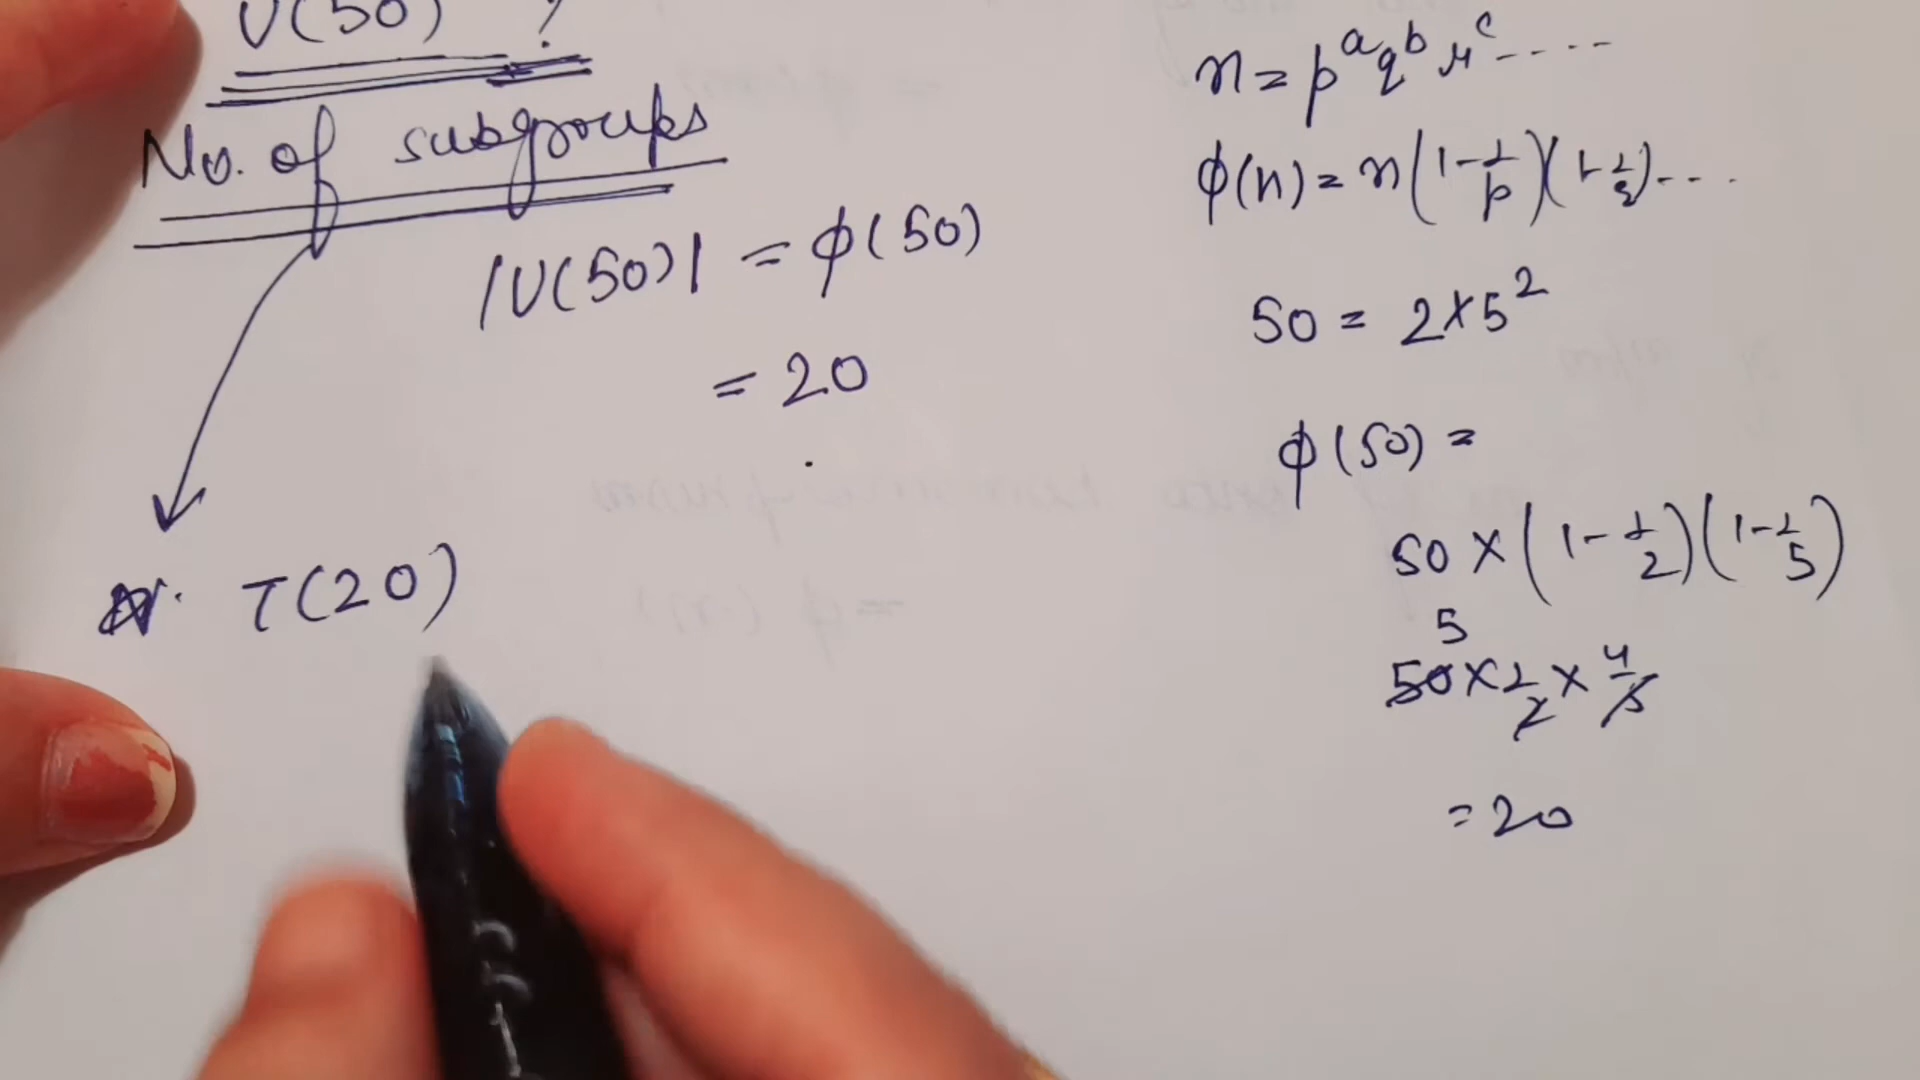 U(50) ?
No. of subgroups
|U(50)| = φ(50)
= 20
τ(20)
n = p^a q^b r^c ....
φ(n) = n(1-1/p)(1-1/q)...
50 = 2×5^2
φ(50) =
50 × (1-1/2)(1-1/5)
5
50×1/2×4/5
= 20